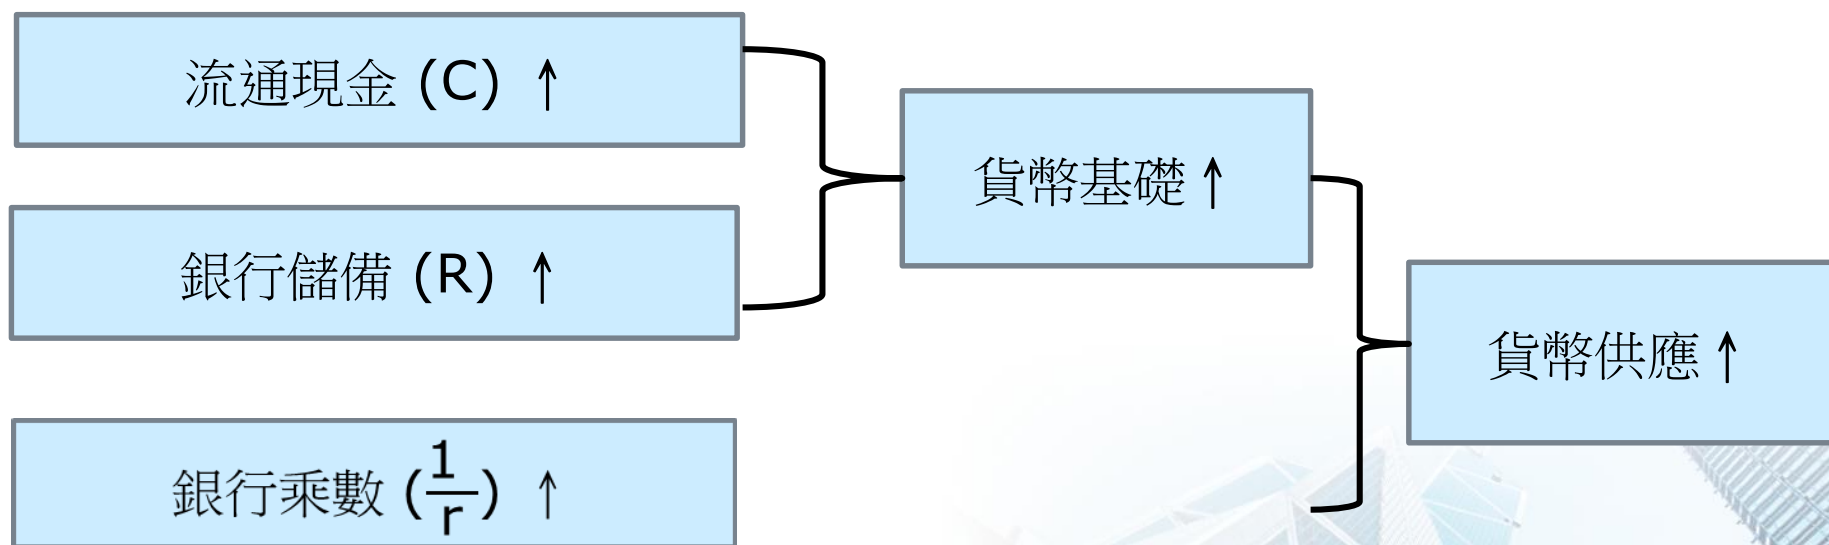 流通現金 (C) ↑
銀行儲備 (R) ↑
銀行乘數 (1/r) ↑
貨幣基礎↑
貨幣供應↑